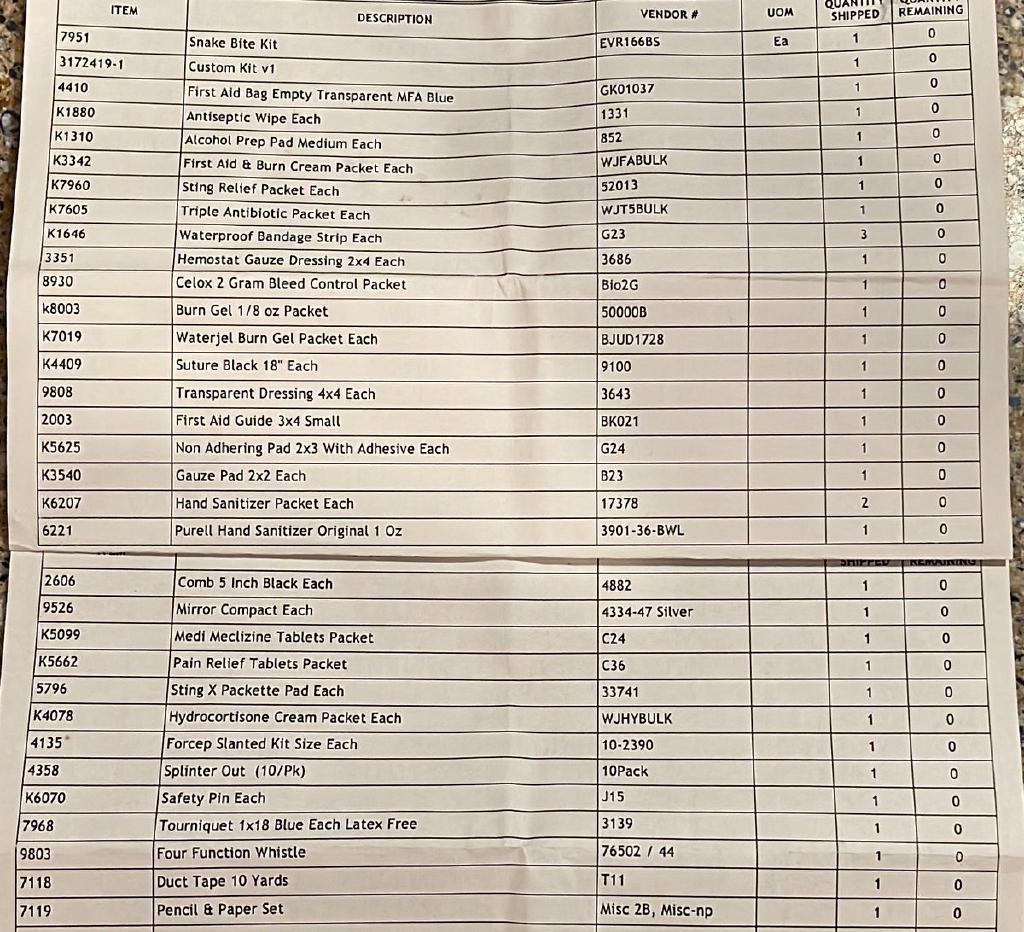 ITEM DESCRIPTION VENDOR # UOM QUANTITY SHIPPED QUANTITY REMAINING
7951 Snake Bite Kit EVR166BS Ea 1 0
3172419-1 Custom Kit v1 1 0
4410 First Aid Bag Empty Transparent MFA Blue GK01037 1 0
K1880 Antiseptic Wipe Each 1331 1 0
K1310 Alcohol Prep Pad Medium Each 852 1 0
K3342 First Aid & Burn Cream Packet Each WJFABULK 1 0
K7960 Sting Relief Packet Each 52013 1 0
K7605 Triple Antibiotic Packet Each WJT5BULK 1 0
K1646 Waterproof Bandage Strip Each G23 3 0
3351 Hemostat Gauze Dressing 2x4 Each 3686 1 0
8930 Celox 2 Gram Bleed Control Packet Bio2G 1 0
k8003 Burn Gel 1/8 oz Packet 50000B 1 0
K7019 Waterjel Burn Gel Packet Each BJUD1728 1 0
K4409 Suture Black 18" Each 9100 1 0
9808 Transparent Dressing 4x4 Each 3643 1 0
2003 First Aid Guide 3x4 Small BK021 1 0
K5625 Non Adhering Pad 2x3 With Adhesive Each G24 1 0
K3540 Gauze Pad 2x2 Each B23 1 0
K6207 Hand Sanitizer Packet Each 17378 2 0
6221 Purell Hand Sanitizer Original 1 Oz 3901-36-BWL 1 0
SHIPPED REMAINING
2606 Comb 5 Inch Black Each 4882 1 0
9526 Mirror Compact Each 4334-47 Silver 1 0
K5099 Medi Meclizine Tablets Packet C24 1 0
K5662 Pain Relief Tablets Packet C36 1 0
5796 Sting X Packette Pad Each 33741 1 0
K4078 Hydrocortisone Cream Packet Each WJHYBULK 1 0
4135 Forcep Slanted Kit Size Each 10-2390 1 0
4358 Splinter Out (10/Pk) 10Pack 1 0
K6070 Safety Pin Each J15 1 0
7968 Tourniquet 1x18 Blue Each Latex Free 3139 1 0
9803 Four Function Whistle 76502 / 44 1 0
7118 Duct Tape 10 Yards T11 1 0
7119 Pencil & Paper Set Misc 2B, Misc-np 1 0